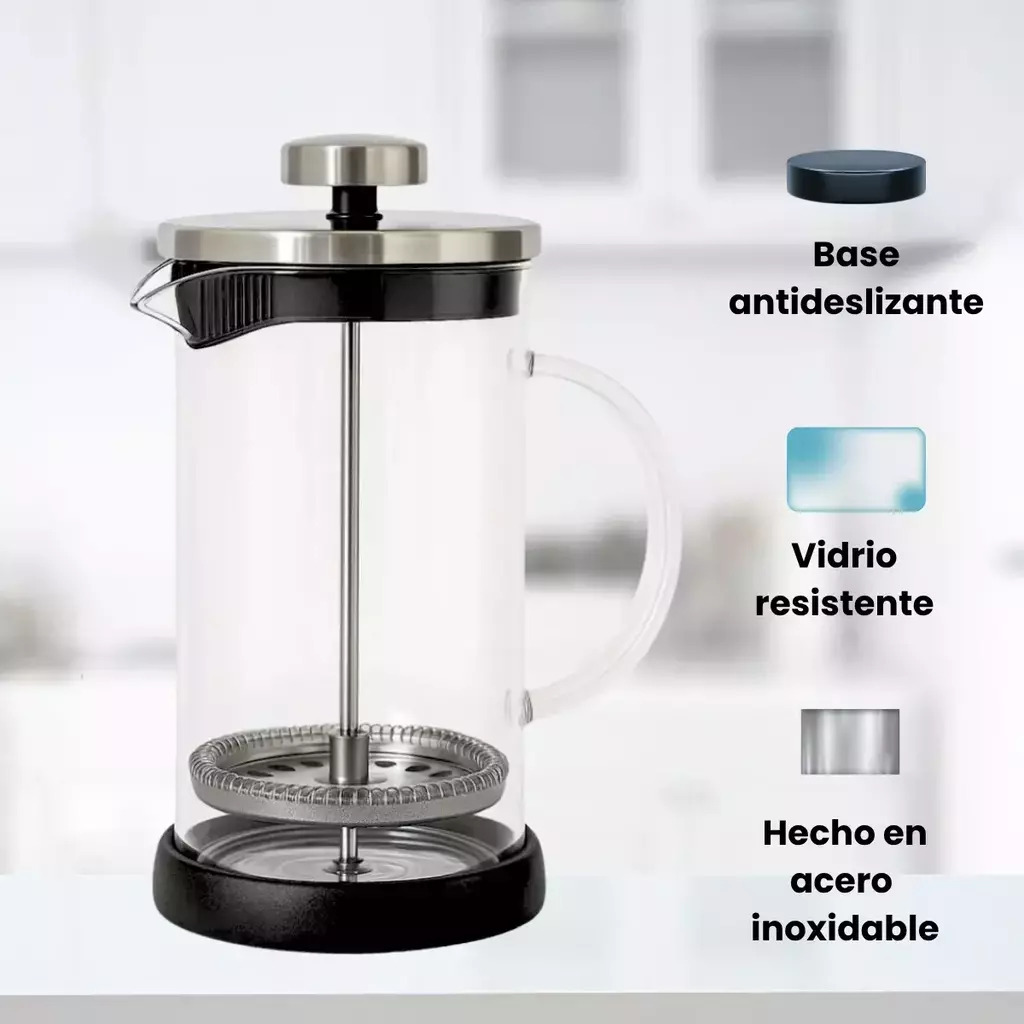 Base
antideslizante
Vidrio
resistente
Hecho en
acero
inoxidable